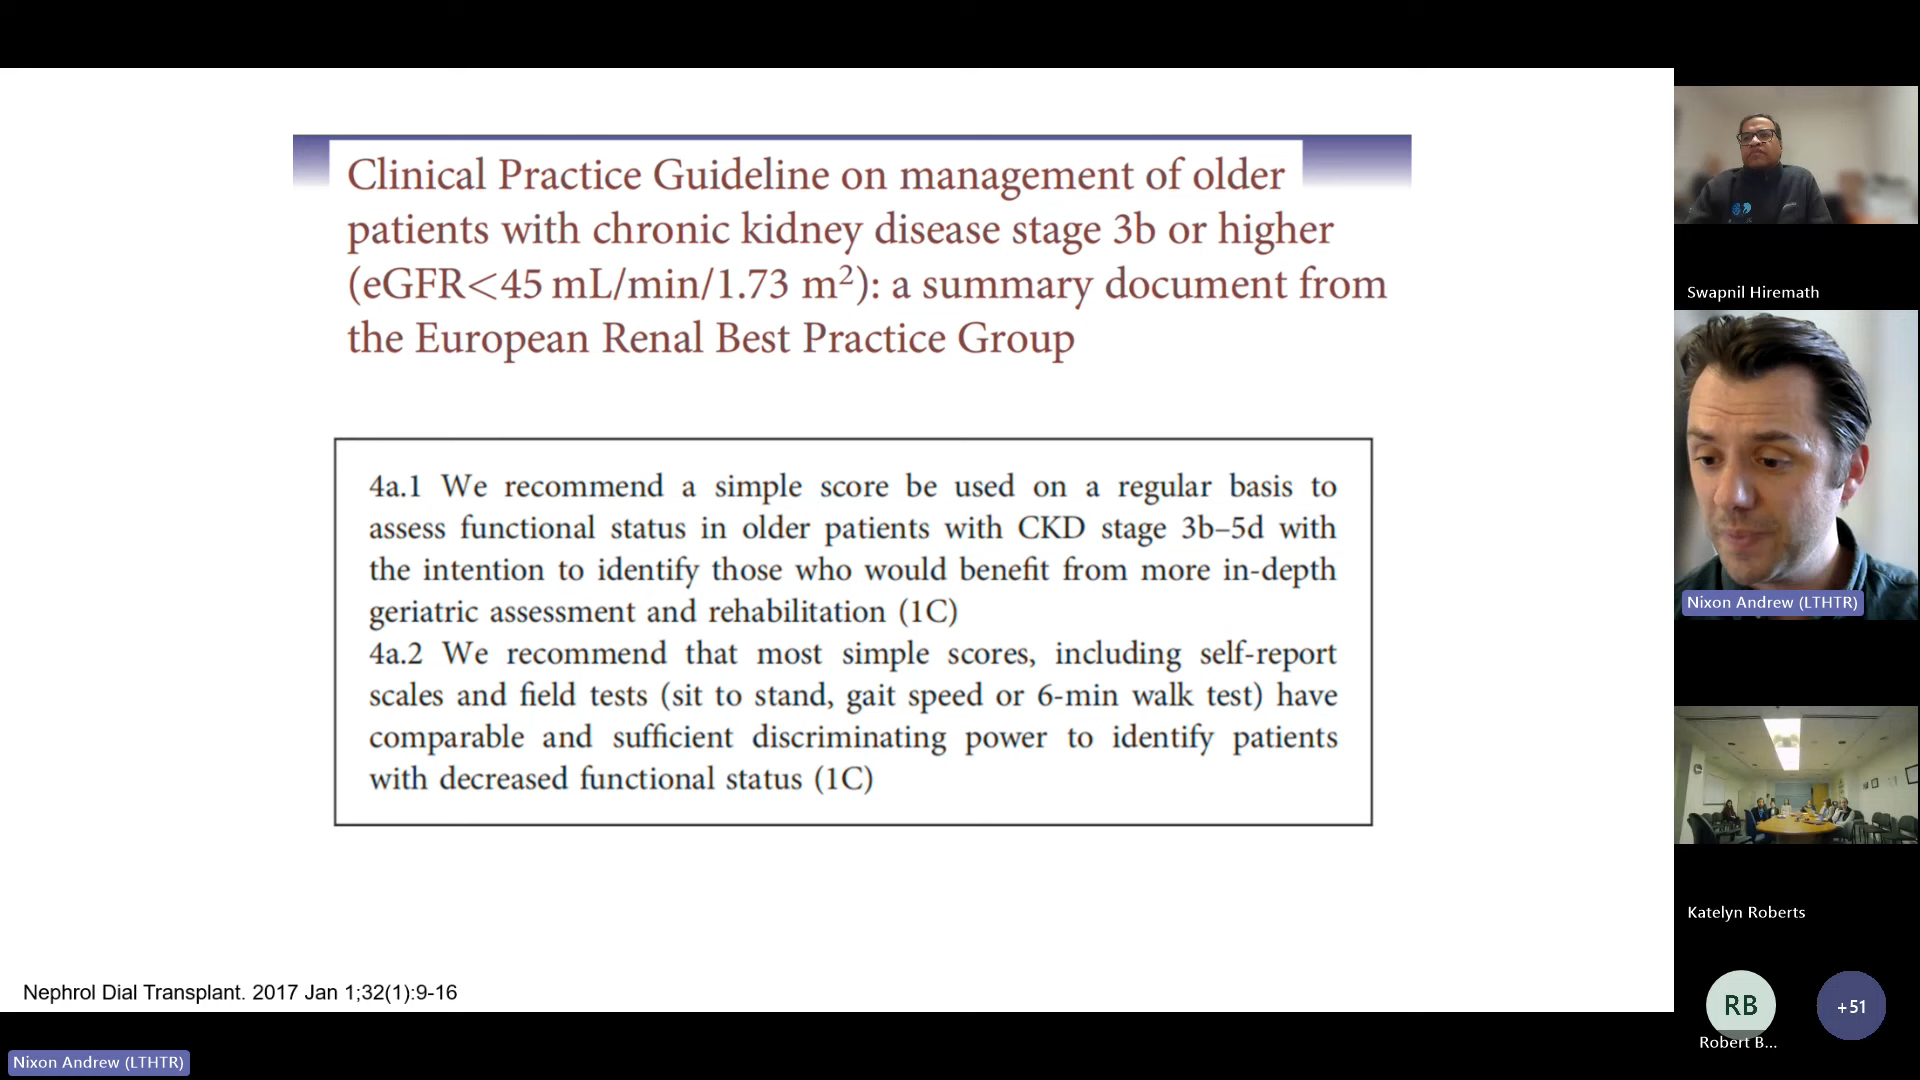 Clinical Practice Guideline on management of older
patients with chronic kidney disease stage 3b or higher
(eGFR<45 mL/min/1.73 m²): a summary document from
the European Renal Best Practice Group
4a.1 We recommend a simple score be used on a regular basis to
assess functional status in older patients with CKD stage 3b–5d with
the intention to identify those who would benefit from more in-depth
geriatric assessment and rehabilitation (1C)
4a.2 We recommend that most simple scores, including self-report
scales and field tests (sit to stand, gait speed or 6-min walk test) have
comparable and sufficient discriminating power to identify patients
with decreased functional status (1C)
Nephrol Dial Transplant. 2017 Jan 1;32(1):9-16
Nixon Andrew (LTHTR)
Swapnil Hiremath
Nixon Andrew (LTHTR)
Katelyn Roberts
RB
Robert B...
+51